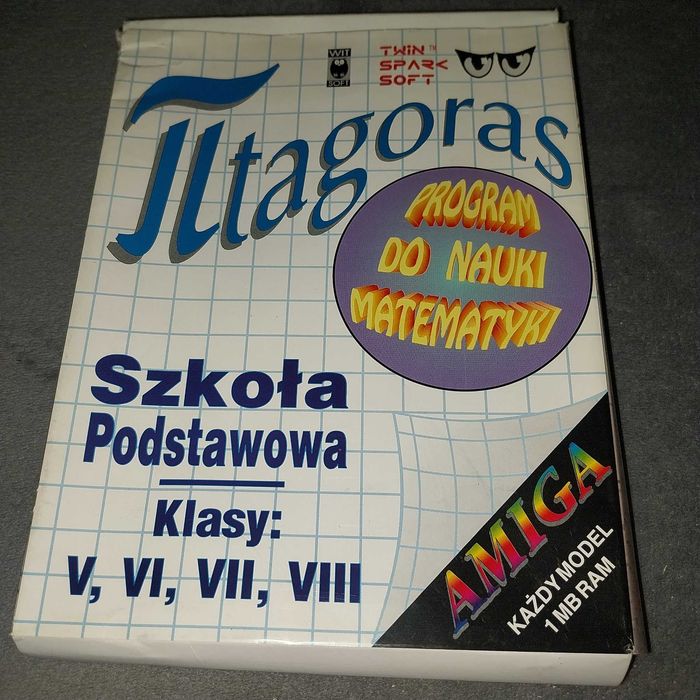 WIT
SOFT
TWIN™
SPARK
SOFT
πtagoras
PROGRAM
DO NAUKI
MATEMATYKI
Szkoła
Podstawowa
Klasy:
V, VI, VII, VIII
AMIGA
KAŻDY MODEL
1 MB RAM